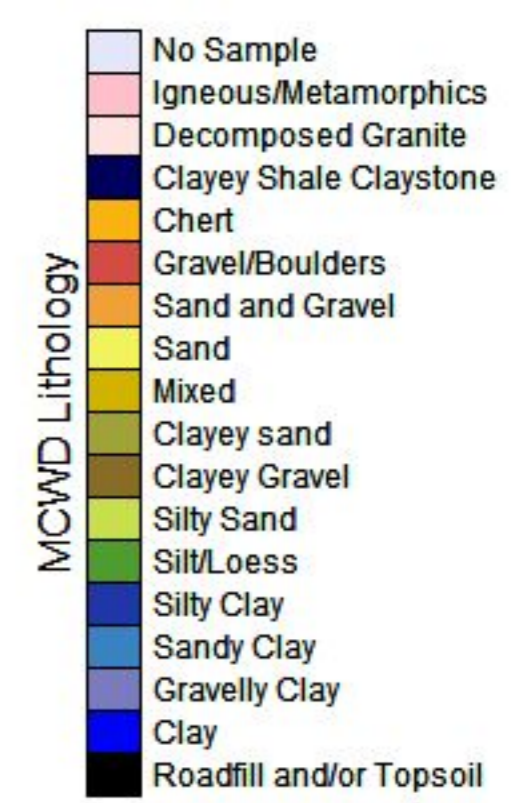 MCWD Lithology
No Sample
Igneous/Metamorphics
Decomposed Granite
Clayey Shale Claystone
Chert
Gravel/Boulders
Sand and Gravel
Sand
Mixed
Clayey sand
Clayey Gravel
Silty Sand
Silt/Loess
Silty Clay
Sandy Clay
Gravelly Clay
Clay
Roadfill and/or Topsoil